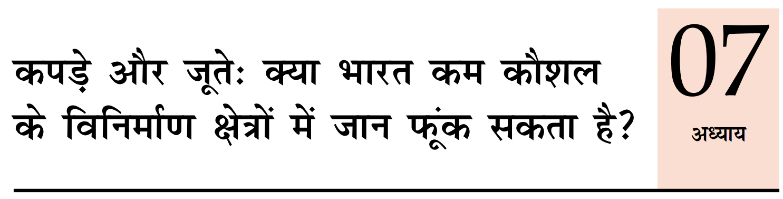 कपड़े और जूतेः क्या भारत कम कौशल
के विनिर्माण क्षेत्रों में जान फूंक सकता है?
07
अध्याय